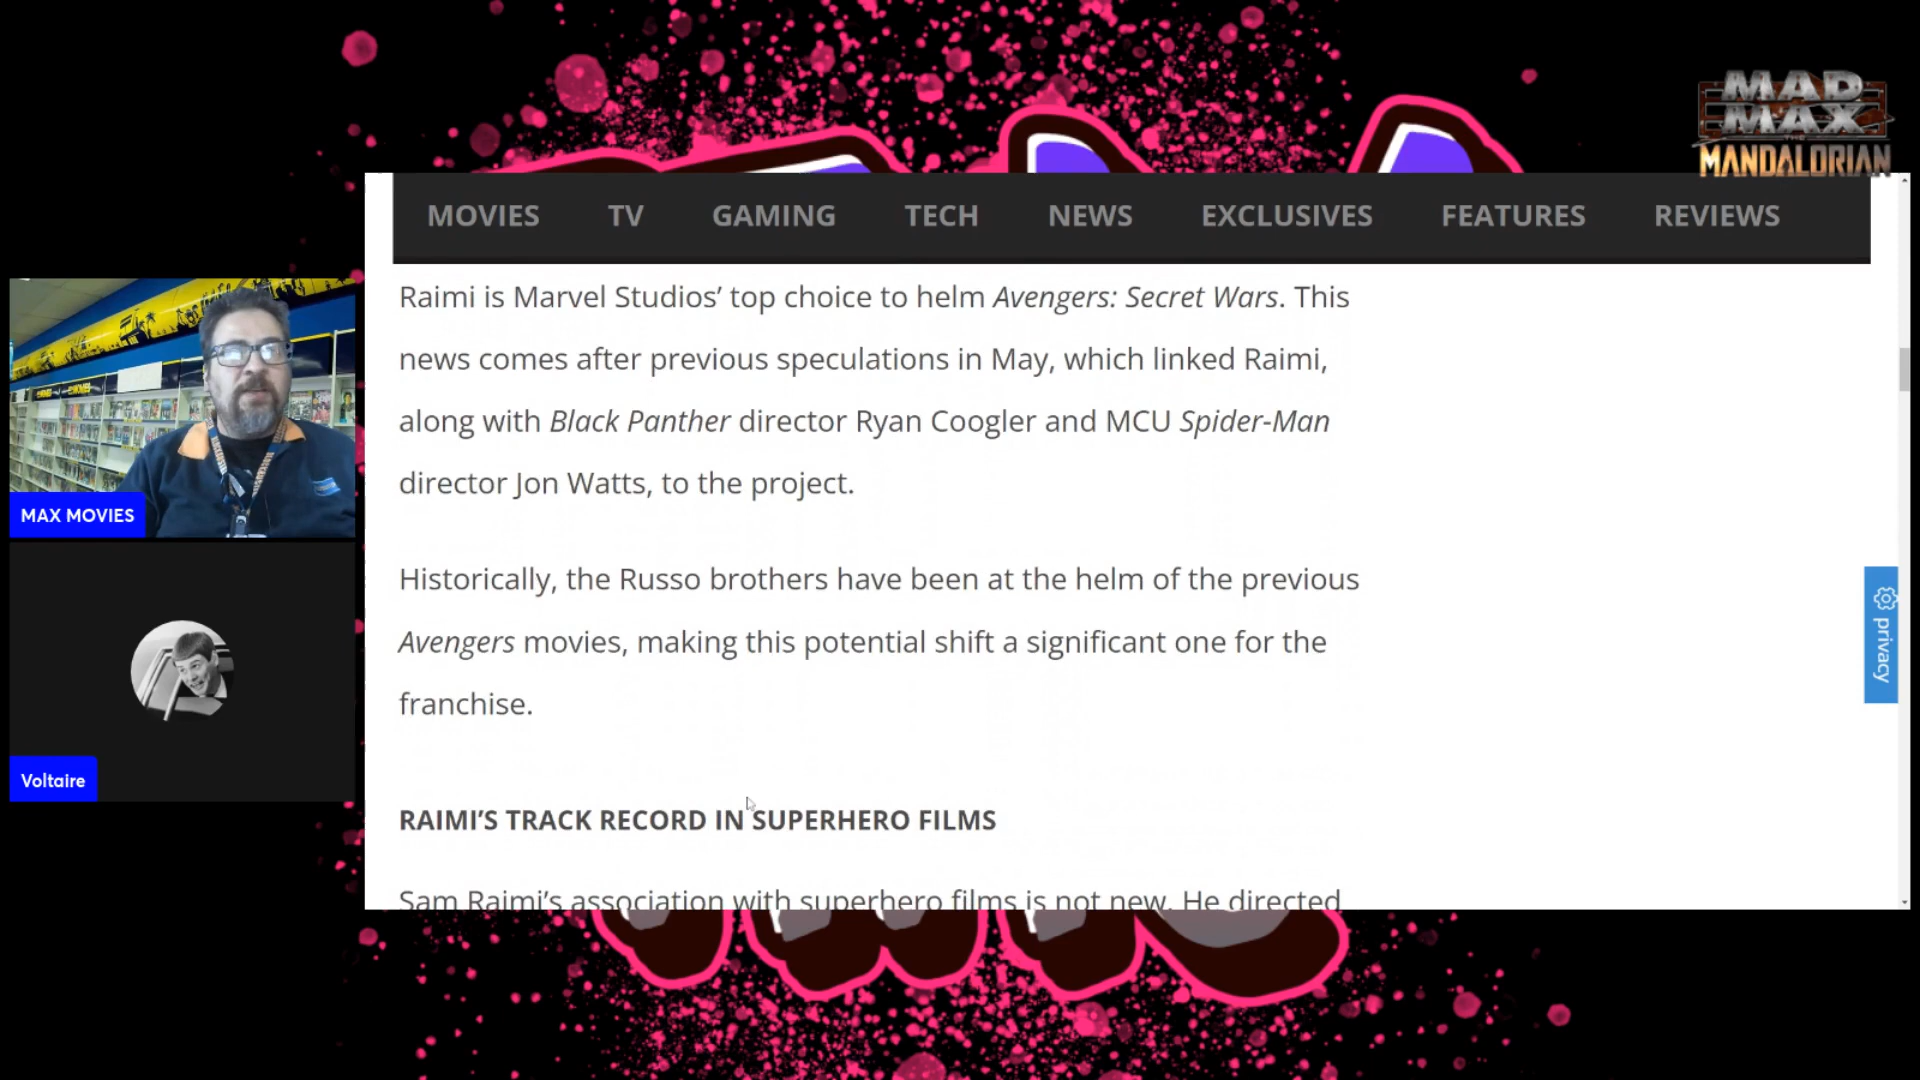 MAD
MAX
THE
MANDALORIAN
MOVIES TV GAMING TECH NEWS EXCLUSIVES FEATURES REVIEWS
Raimi is Marvel Studios’ top choice to helm Avengers: Secret Wars. This
news comes after previous speculations in May, which linked Raimi,
along with Black Panther director Ryan Coogler and MCU Spider-Man
director Jon Watts, to the project.
Historically, the Russo brothers have been at the helm of the previous
Avengers movies, making this potential shift a significant one for the
franchise.
RAIMI’S TRACK RECORD IN SUPERHERO FILMS
Sam Raimi’s association with superhero films is not new. He directed
privacy
MAX MOVIES
Voltaire